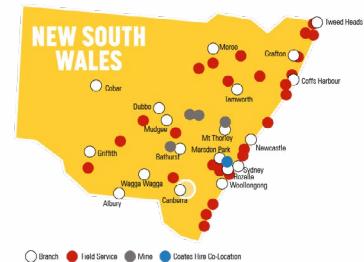 Tweed Heads
NEW SOUTH
WALES
Moree
Grafton
Coffs Harbour
Cobar
Tamworth
Dubbo
Mudgee
Mt Thorley
Newcastle
Griffith
Bathurst
Marsden Park
Sydney
Rozelle
Woollongong
Wagga Wagga
Canberra
Albury
Branch Field Service Mine Coates Hire Co-Location